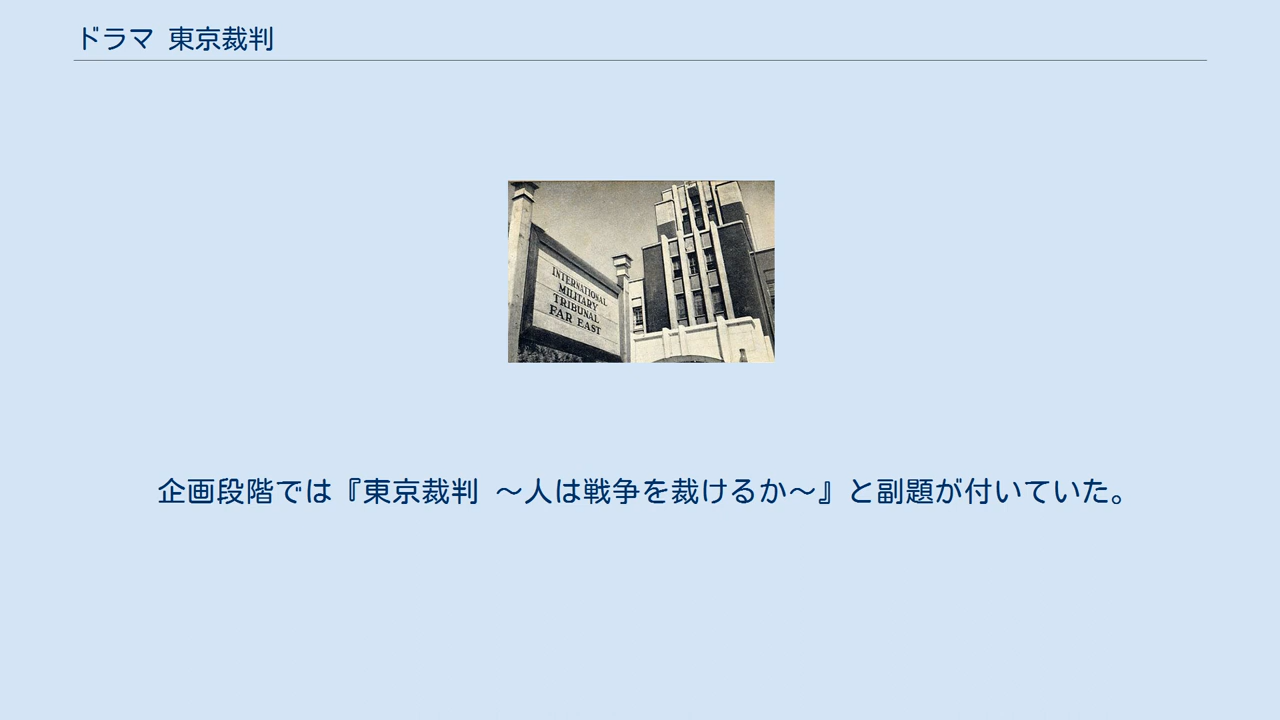 ドラマ 東京裁判
INTERNATIONAL
MILITARY
TRIBUNAL
FAR EAST
企画段階では『東京裁判 ～人は戦争を裁けるか～』と副題が付いていた。